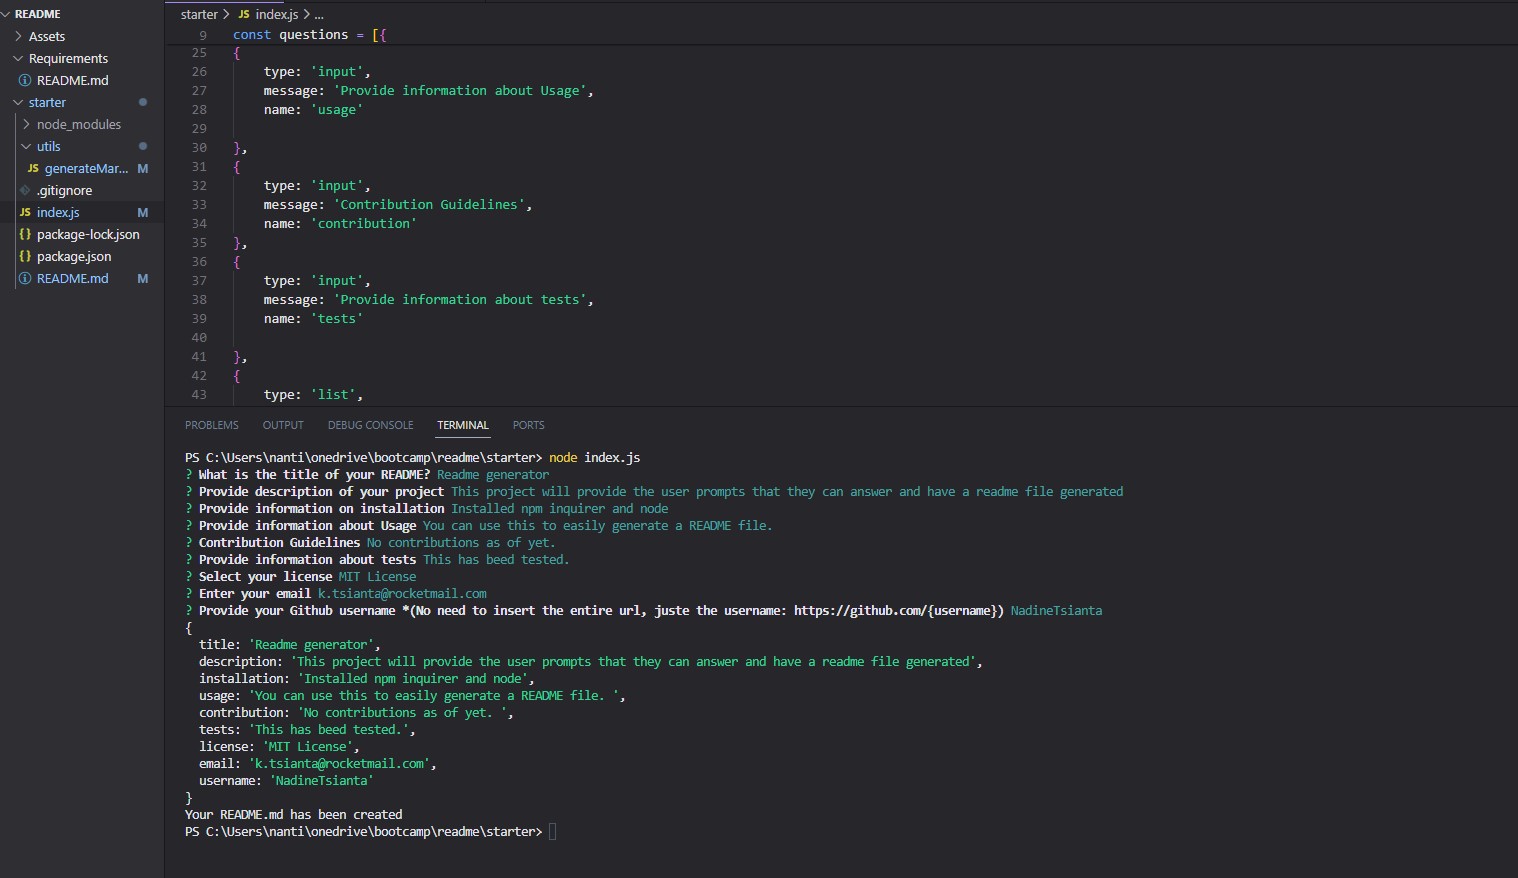 README
Assets
Requirements
README.md
starter
node_modules
utils
JS generateMar... M
.gitignore
JS index.js M
{} package-lock.json
{} package.json
README.md M
starter > JS index.js > ...
9 const questions = [{
25 {
26 type: 'input',
27 message: 'Provide information about Usage',
28 name: 'usage'
29
30 },
31 {
32 type: 'input',
33 message: 'Contribution Guidelines',
34 name: 'contribution'
35 },
36 {
37 type: 'input',
38 message: 'Provide information about tests',
39 name: 'tests'
40
41 },
42 {
43 type: 'list',
PROBLEMS OUTPUT DEBUG CONSOLE TERMINAL PORTS
PS C:\Users\nanti\onedrive\bootcamp\readme\starter> node index.js
? What is the title of your README? Readme generator
? Provide description of your project This project will provide the user prompts that they can answer and have a readme file generated
? Provide information on installation Installed npm inquirer and node
? Provide information about Usage You can use this to easily generate a README file.
? Contribution Guidelines No contributions as of yet.
? Provide information about tests This has beed tested.
? Select your license MIT License
? Enter your email k.tsianta@rocketmail.com
? Provide your Github username *(No need to insert the entire url, juste the username: https://github.com/{username}) NadineTsianta
{
title: 'Readme generator',
description: 'This project will provide the user prompts that they can answer and have a readme file generated',
installation: 'Installed npm inquirer and node',
usage: 'You can use this to easily generate a README file. ',
contribution: 'No contributions as of yet. ',
tests: 'This has beed tested.',
license: 'MIT License',
email: 'k.tsianta@rocketmail.com',
username: 'NadineTsianta'
}
Your README.md has been created
PS C:\Users\nanti\onedrive\bootcamp\readme\starter>